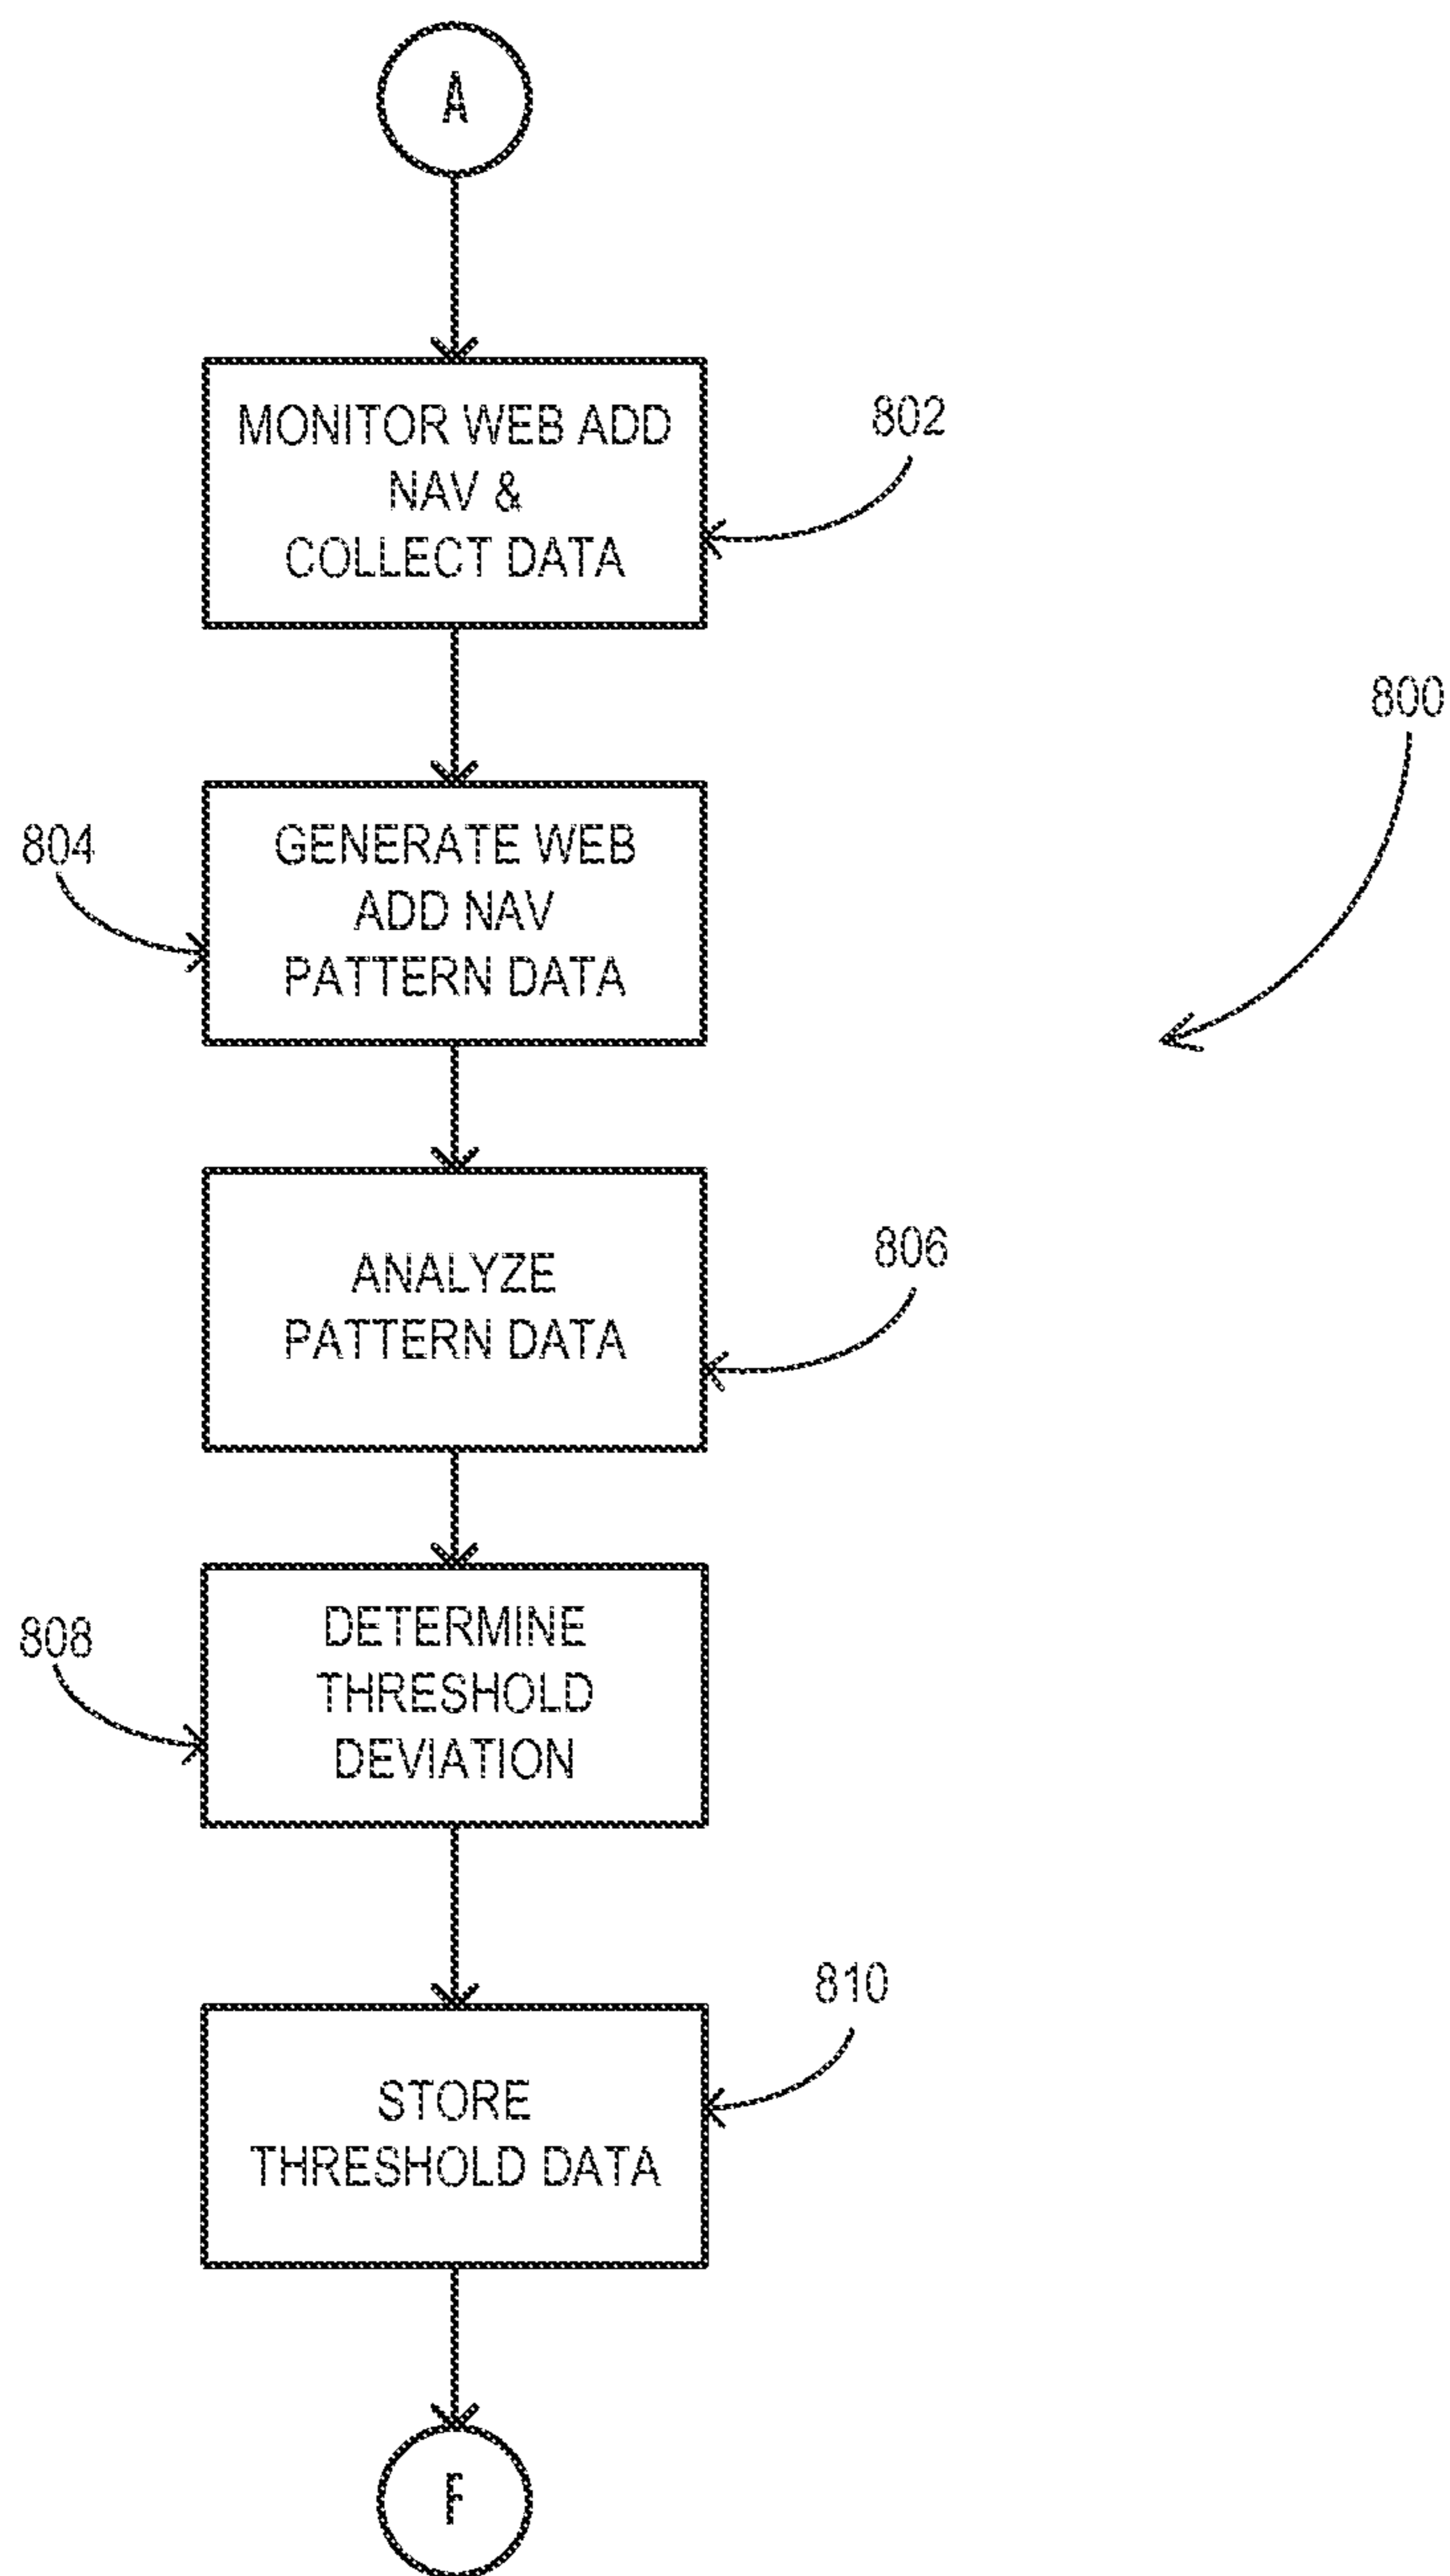 A
MONITOR WEB ADD
NAV &
COLLECT DATA
802
800
804
GENERATE WEB
ADD NAV
PATTERN DATA
ANALYZE
PATTERN DATA
806
808
DETERMINE
THRESHOLD
DEVIATION
810
STORE
THRESHOLD DATA
F